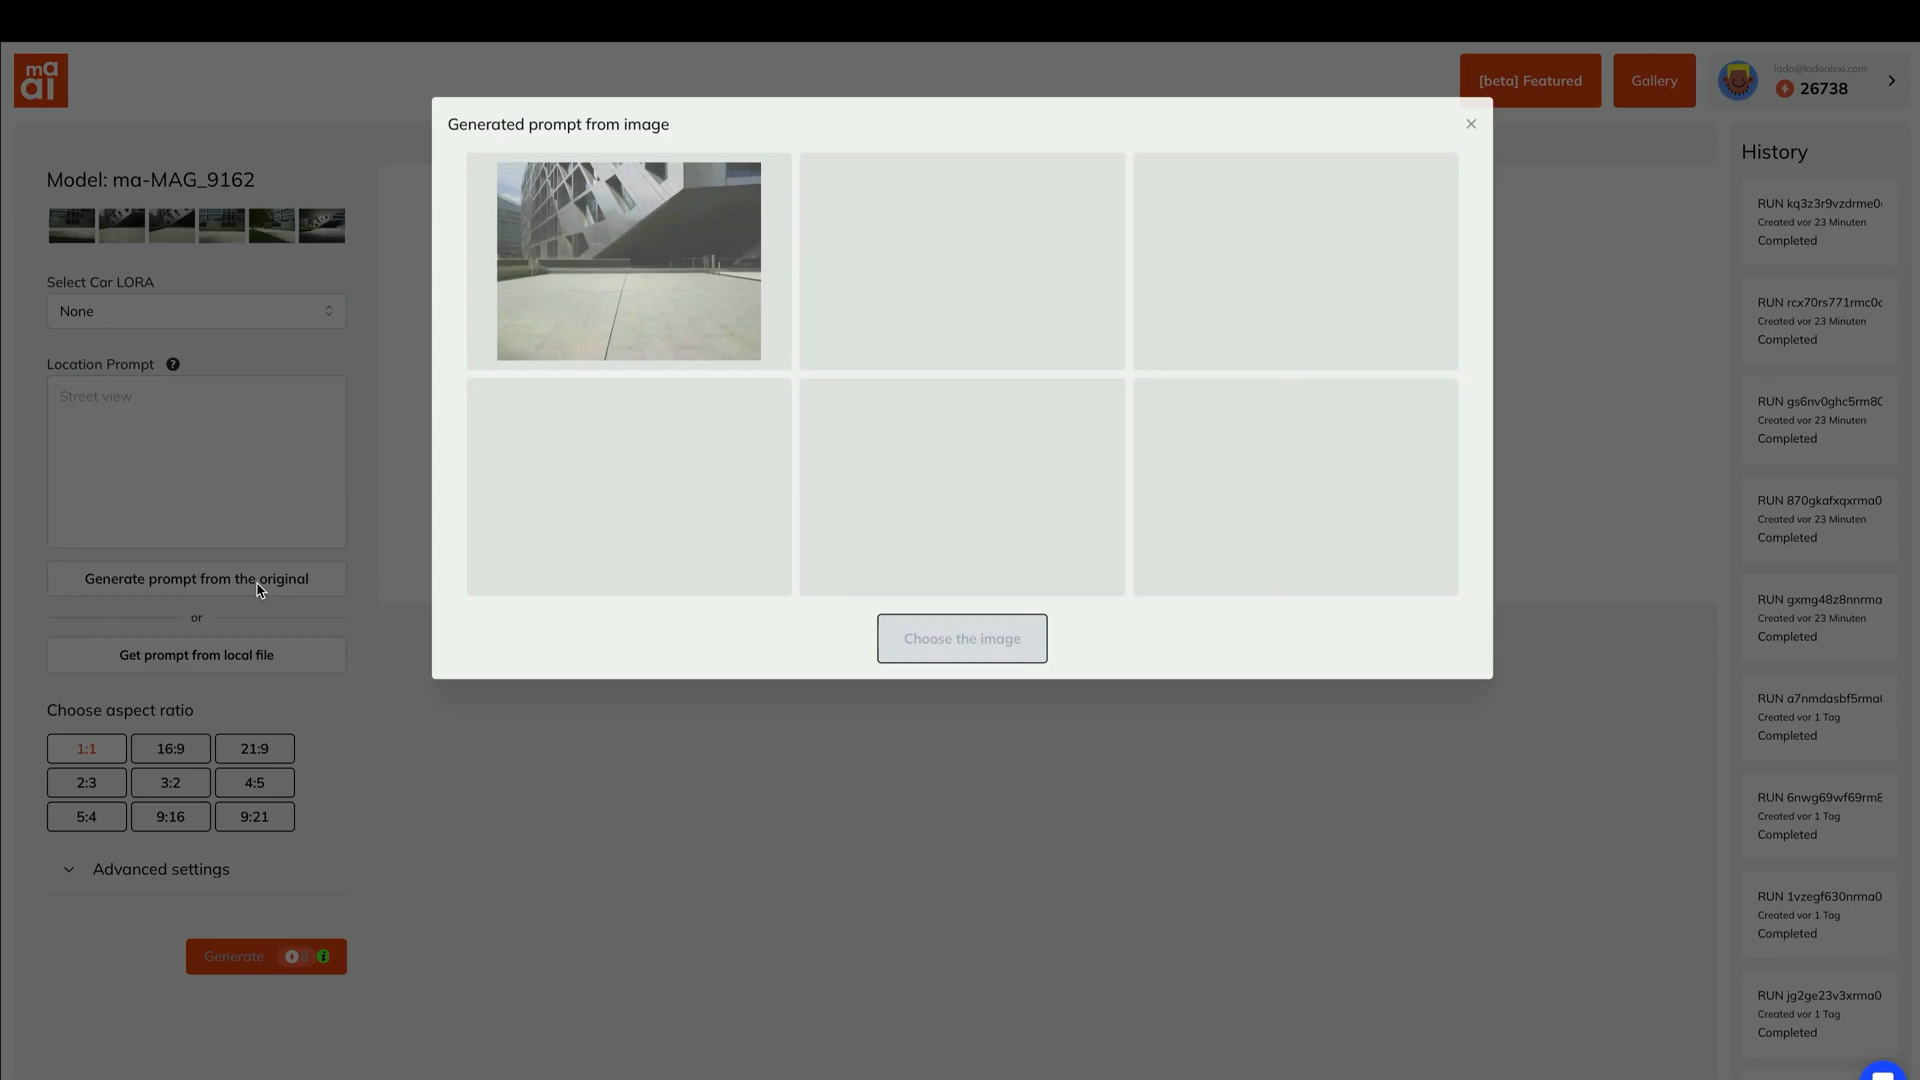 ma
ai
[beta] Featured
Gallery
lado@ladoalexi.com
26738
Generated prompt from image
History
Model: ma-MAG_9162
Select Car LORA
None
Location Prompt ?
Street view
Generate prompt from the original
or
Get prompt from local file
Choose the image
Choose aspect ratio
1:1 16:9 21:9
2:3 3:2 4:5
5:4 9:16 9:21
Advanced settings
Generate 8 i
RUN kq3z3r9vzdrme0
Created vor 23 Minuten
Completed
RUN rcx70rs771rmc0
Created vor 23 Minuten
Completed
RUN gs6nv0ghc5rm80
Created vor 23 Minuten
Completed
RUN 870gkafxqxrma0
Created vor 23 Minuten
Completed
RUN gxmg48z8nnrma
Created vor 23 Minuten
Completed
RUN a7nmdasbf5rma
Created vor 1 Tag
Completed
RUN 6nwg69wf69rm8
Created vor 1 Tag
Completed
RUN 1vzegf630nrma0
Created vor 1 Tag
Completed
RUN jg2ge23v3xrma0
Created vor 1 Tag
Completed